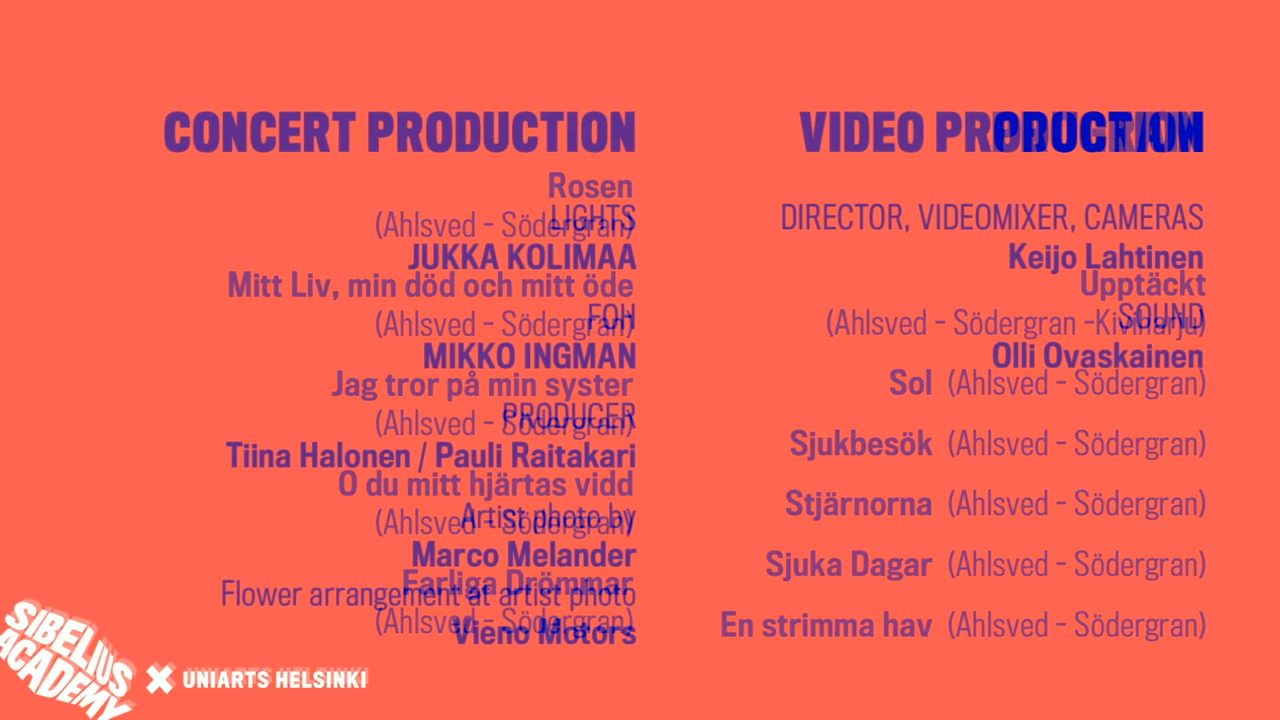 CONCERT PRODUCTION
Rosen
LIGHTS
(Ahlsved - Södergran)
JUKKA KOLIMAA
Mitt Liv, min död och mitt öde
FOH
(Ahlsved - Södergran)
MIKKO INGMAN
Jag tror på min syster
PRODUCER
(Ahlsved - Södergran)
Tiina Halonen / Pauli Raitakari
O du mitt hjärtas vidd
Artist photo by
(Ahlsved - Södergran)
Marco Melander
Farliga Drömmar
Flower arrangement at artist photo
(Ahlsved - Södergran)
Vieno Motors
VIDEO PRODUCTION
PROGRAM
DIRECTOR, VIDEOMIXER, CAMERAS
Keijo Lahtinen
Upptäckt
SOUND
(Ahlsved - Södergran -Kiviharju)
Olli Ovaskainen
Sol (Ahlsved - Södergran)
Sjukbesök (Ahlsved - Södergran)
Stjärnorna (Ahlsved - Södergran)
Sjuka Dagar (Ahlsved - Södergran)
En strimma hav (Ahlsved - Södergran)
SIBELIUS
ACADEMY
UNIARTS HELSINKI